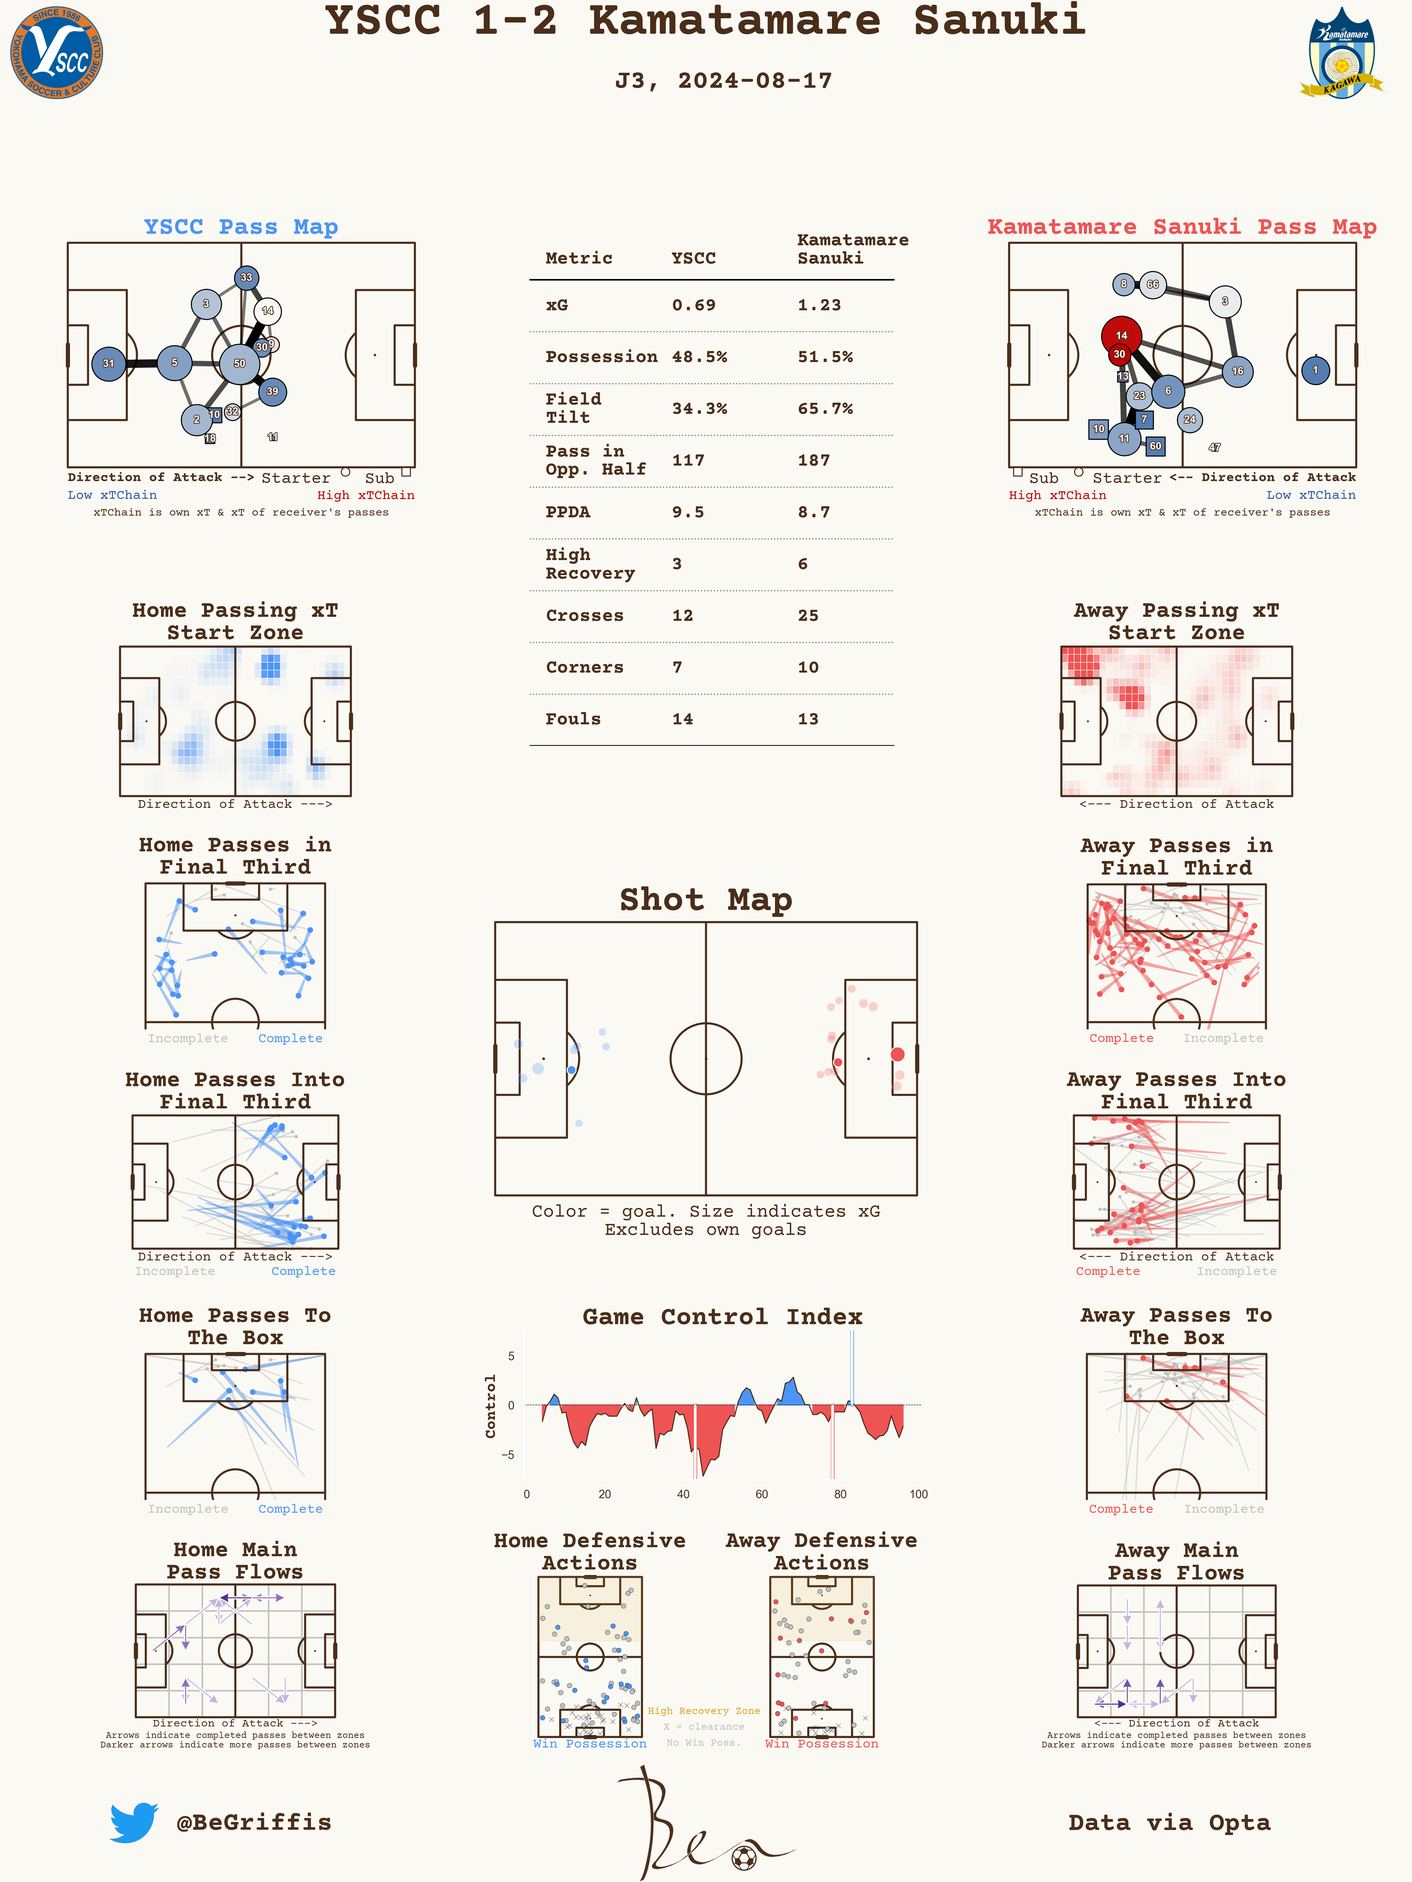 YSCC 1-2 Kamatamare Sanuki
J3, 2024-08-17
SINCE 1986
YSCC
YOKOHAMA SOCCER & CULTURE CLUB
Kamatamare
SANUKI
KAGAWA
YSCC Pass Map
33
3
14
9
30
31
5
50
39
10
32
2
18
11
Direction of Attack --> Starter Sub
Low xTChain High xTChain
xTChain is own xT & xT of receiver's passes
Metric YSCC Kamatamare Sanuki
xG 0.69 1.23
Possession 48.5% 51.5%
Field Tilt 34.3% 65.7%
Pass in Opp. Half 117 187
PPDA 9.5 8.7
High Recovery 3 6
Crosses 12 25
Corners 7 10
Fouls 14 13
Kamatamare Sanuki Pass Map
8
66
3
14
30
13
16
1
23
6
10
7
24
11
60
47
Sub Starter <-- Direction of Attack
High xTChain Low xTChain
xTChain is own xT & xT of receiver's passes
Home Passing xT
Start Zone
Direction of Attack --->
Away Passing xT
Start Zone
<--- Direction of Attack
Home Passes in
Final Third
Incomplete Complete
Away Passes in
Final Third
Complete Incomplete
Shot Map
Color = goal. Size indicates xG
Excludes own goals
Home Passes Into
Final Third
Direction of Attack --->
Incomplete Complete
Away Passes Into
Final Third
<--- Direction of Attack
Complete Incomplete
Home Passes To
The Box
Incomplete Complete
Game Control Index
Control
5
0
−5
0 20 40 60 80 100
Away Passes To
The Box
Complete Incomplete
Home Main
Pass Flows
Direction of Attack --->
Arrows indicate completed passes between zones
Darker arrows indicate more passes between zones
Home Defensive
Actions
Win Possession
High Recovery Zone
X = clearance
No Win Poss.
Away Defensive
Actions
Win Possession
Away Main
Pass Flows
<--- Direction of Attack
Arrows indicate completed passes between zones
Darker arrows indicate more passes between zones
@BeGriffis
Ben
Data via Opta